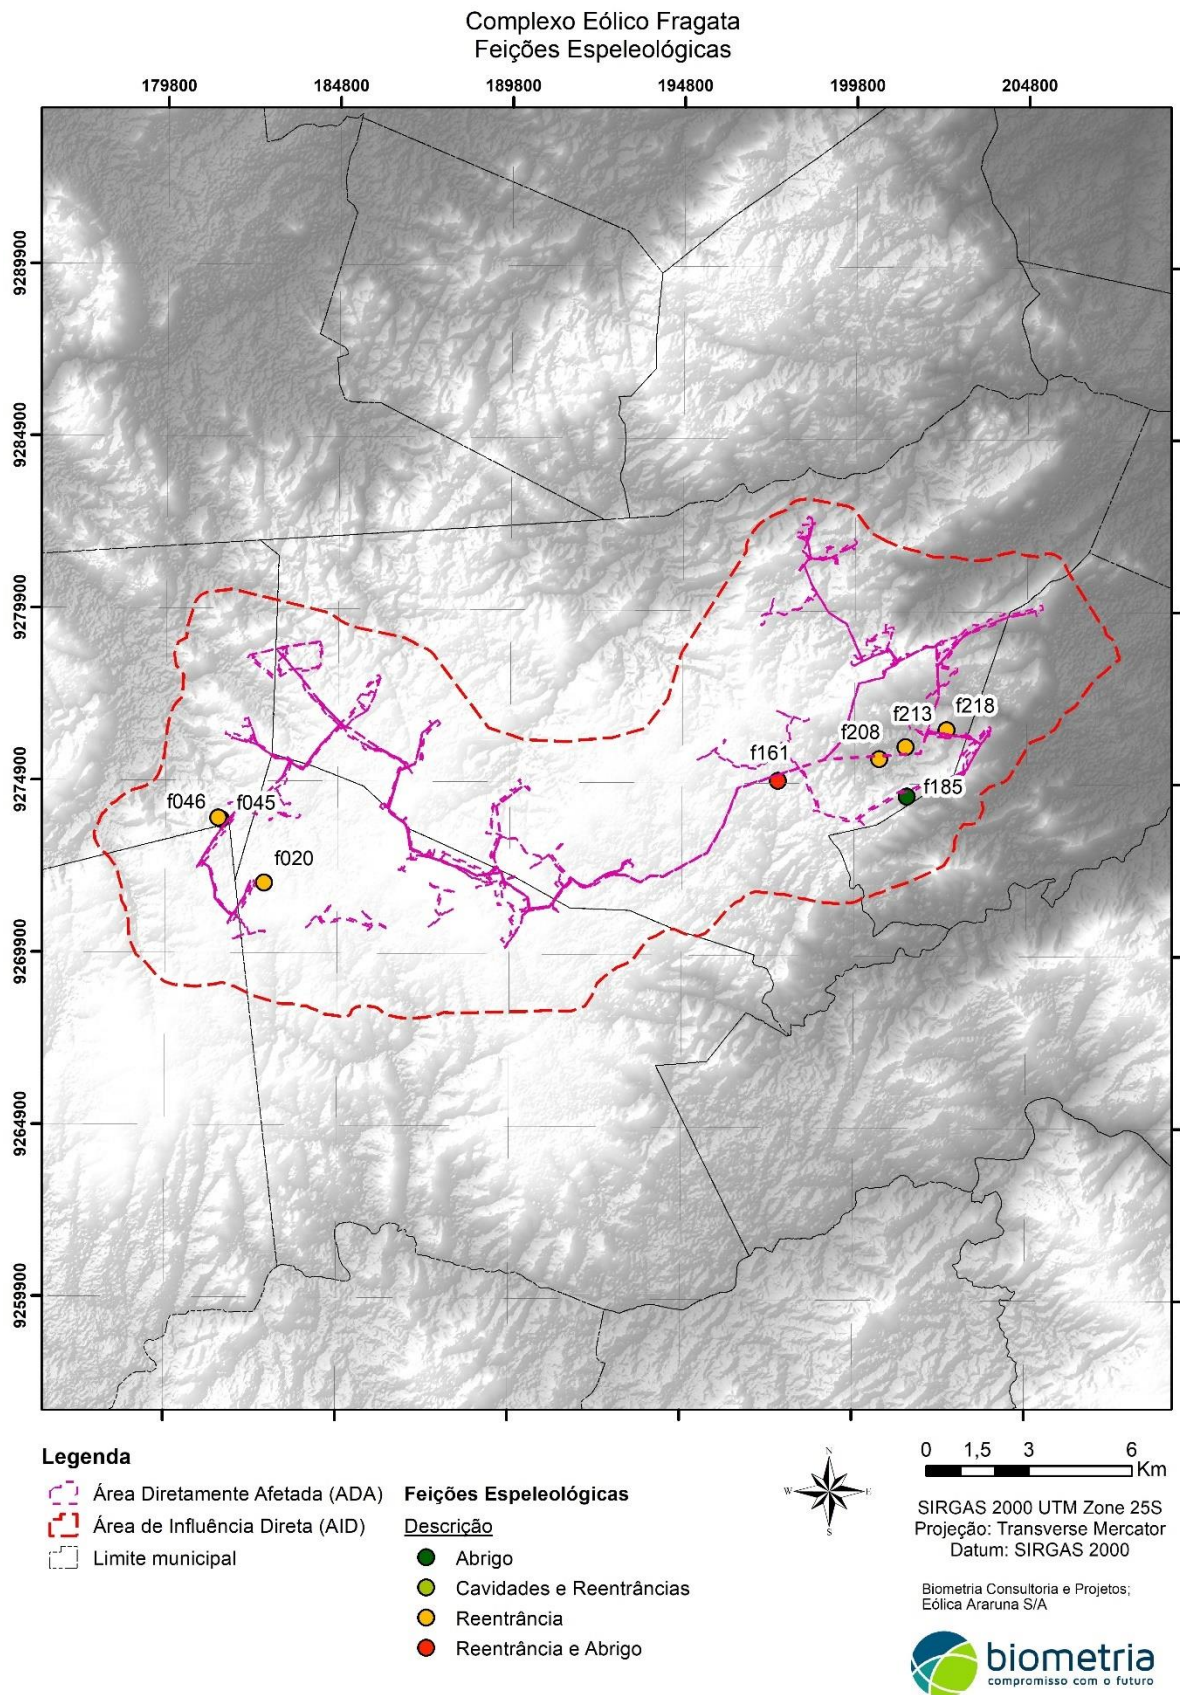 Complexo Eólico Fragata
Feições Espeleológicas
179800 184800 189800 194800 199800 204800
9289900
9284900
9279900
9274900
9269900
9264900
9259900
f218
f213
f208
f161
f185
f046 f045
f020
Legenda
Área Diretamente Afetada (ADA)
Área de Influência Direta (AID)
Limite municipal
Feições Espeleológicas
Descrição
Abrigo
Cavidades e Reentrâncias
Reentrância
Reentrância e Abrigo
N
W E
S
0 1,5 3 6
Km
SIRGAS 2000 UTM Zone 25S
Projeção: Transverse Mercator
Datum: SIRGAS 2000
Biometria Consultoria e Projetos;
Eólica Araruna S/A
biometria
compromisso com o futuro